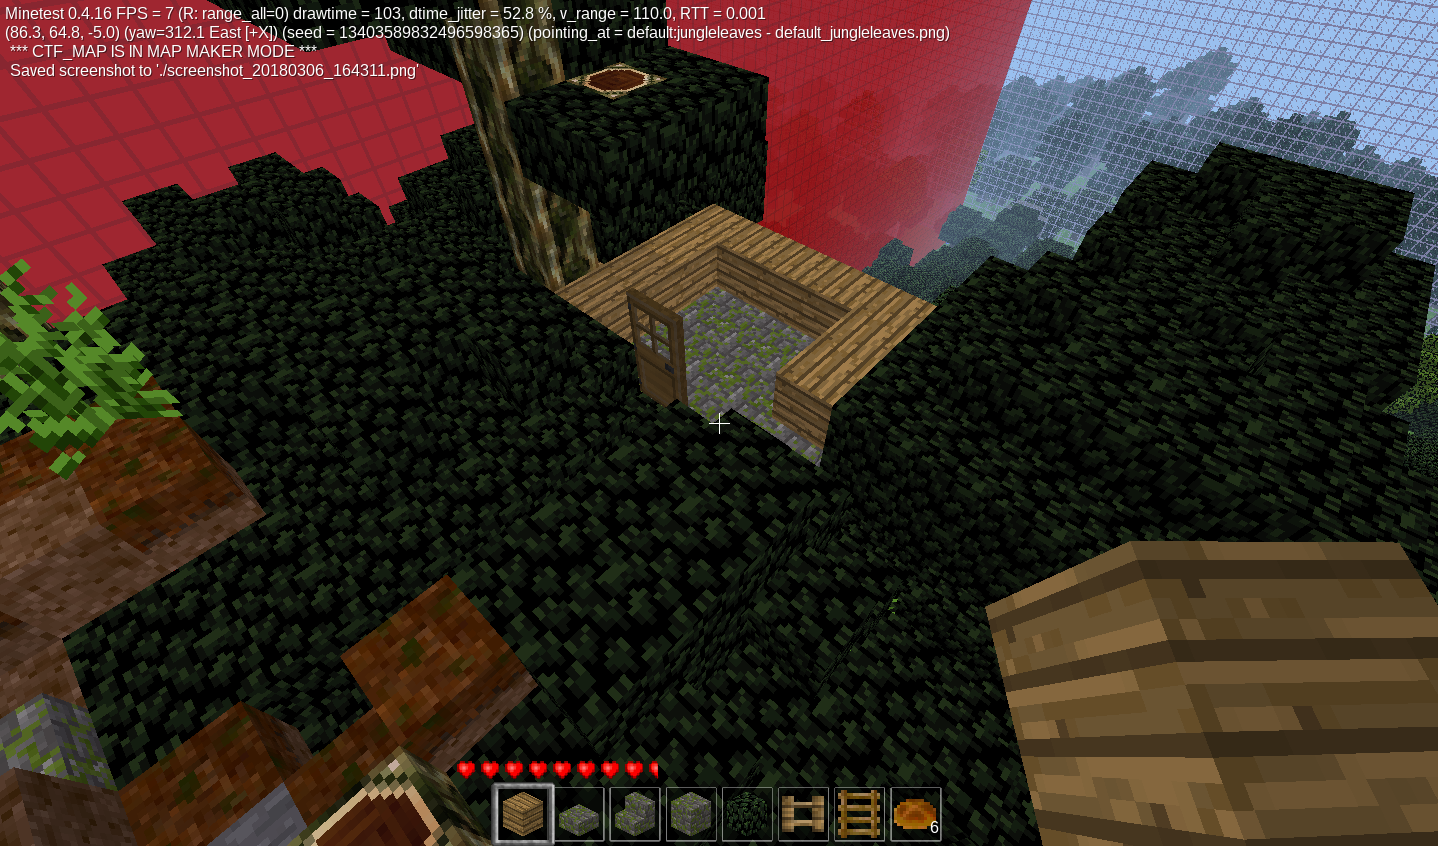 Minetest 0.4.16 FPS = 7 (R: range_all=0) drawtime = 103, dtime_jitter = 52.8 %, v_range = 110.0, RTT = 0.001
(86.3, 64.8, -5.0) (yaw=312.1 East [+X]) (seed = 13403589832496598365) (pointing_at = default:jungleleaves - default_jungleleaves.png)
*** CTF_MAP IS IN MAP MAKER MODE ***
Saved screenshot to './screenshot_20180306_164311.png'
6